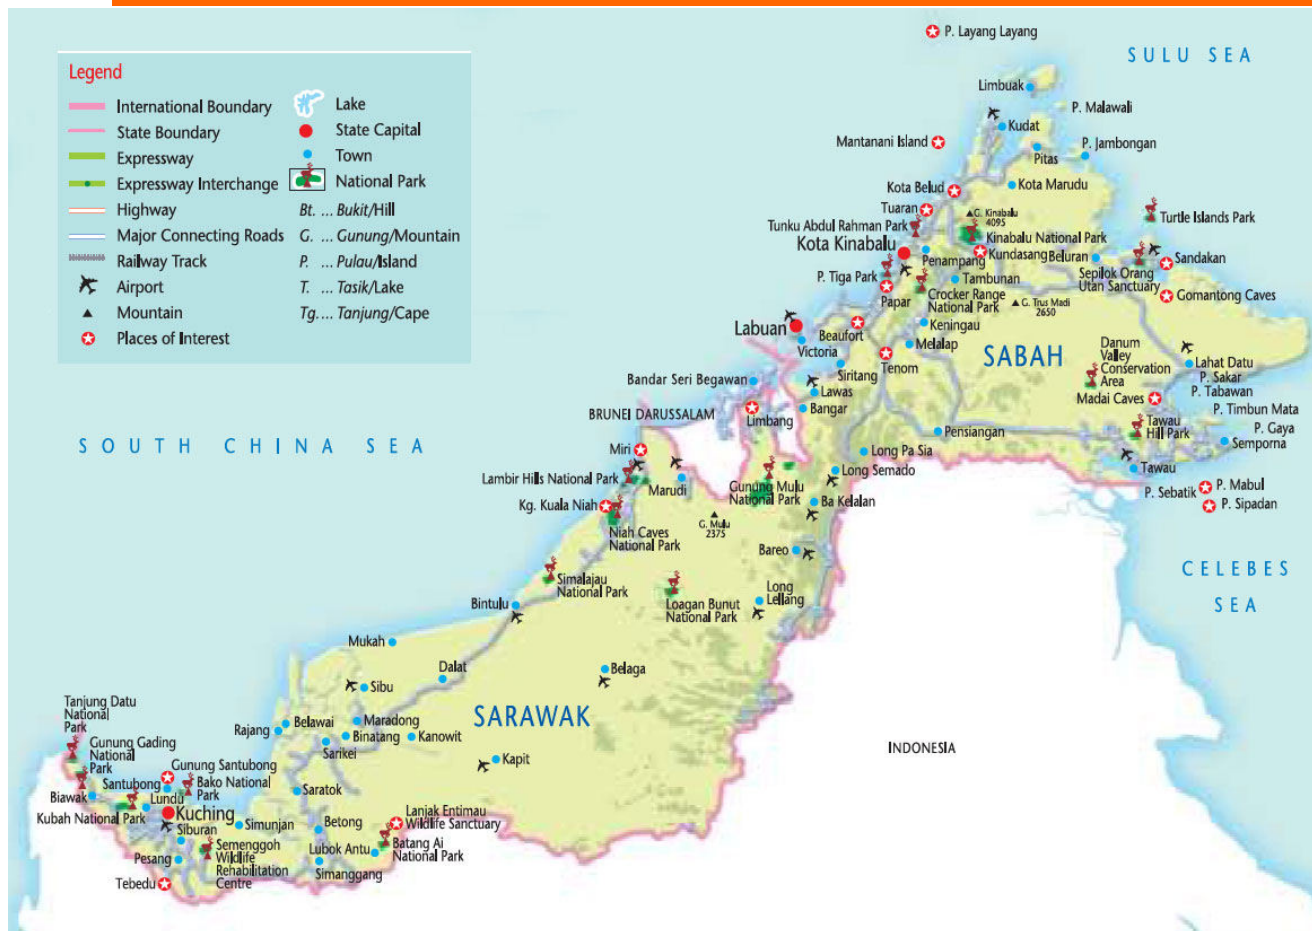 Legend
International Boundary
State Boundary
Expressway
Expressway Interchange
Highway
Major Connecting Roads
Railway Track
Airport
Mountain
Places of Interest
Lake
State Capital
Town
National Park
Bt. ... Bukit/Hill
G. ... Gunung/Mountain
P. ... Pulau/Island
T. ... Tasik/Lake
Tg.... Tanjung/Cape
P. Layang Layang
SULU SEA
Limbuak
P. Malawali
Kudat
Mantanani Island
Pitas
P. Jambongan
Kota Belud
Kota Marudu
Tuaran
G. Kinabalu
4095
Turtle Islands Park
Tunku Abdul Rahman Park
Kinabalu National Park
Kota Kinabalu
Kundasang
Penampang
Beluran
Sandakan
Sepilok Orang
Utan Sanctuary
P. Tiga Park
Tambunan
Papar
Crocker Range
National Park
Gomantong Caves
G. Trus Madi
2650
Labuan
Beaufort
Keningau
Victoria
Melalap
SABAH
Danum
Valley
Conservation
Area
Lahat Datu
Siritang
Tenom
P. Sakar
Bandar Seri Begawan
Lawas
P. Tabawan
Madai Caves
BRUNEI DARUSSALAM
Limbang
Bangar
P. Timbun Mata
Tawau
Hill Park
P. Gaya
Pensiangan
Semporna
SOUTH CHINA SEA
Miri
Long Pa Sia
Lambir Hills National Park
Marudi
Gunung Mulu
National Park
Long Semado
Tawau
P. Sebatik
P. Mabul
P. Sipadan
Kg. Kuala Niah
Ba Kelalan
G. Mulu
2375
Niah Caves
National Park
Bareo
CELEBES
SEA
Simalajau
National Park
Loagan Bunut
National Park
Long
Lellang
Bintulu
Mukah
Dalat
Belaga
Sibu
Tanjung Datu
National
Park
SARAWAK
Maradong
Belawai
Rajang
Binatang
Kanowit
Sarikei
INDONESIA
Gunung Gading
National
Park
Kapit
Gunung Santubong
Santubong
Bako National
Park
Saratok
Biawak
Lundu
Kubah National Park
Kuching
Lanjak Entimau
Wildlife Sanctuary
Simunjan
Betong
Siburan
Semenggoh
Wildlife
Rehabilitation
Centre
Lubok Antu
Batang Ai
National Park
Pesang
Simanggang
Tebedu